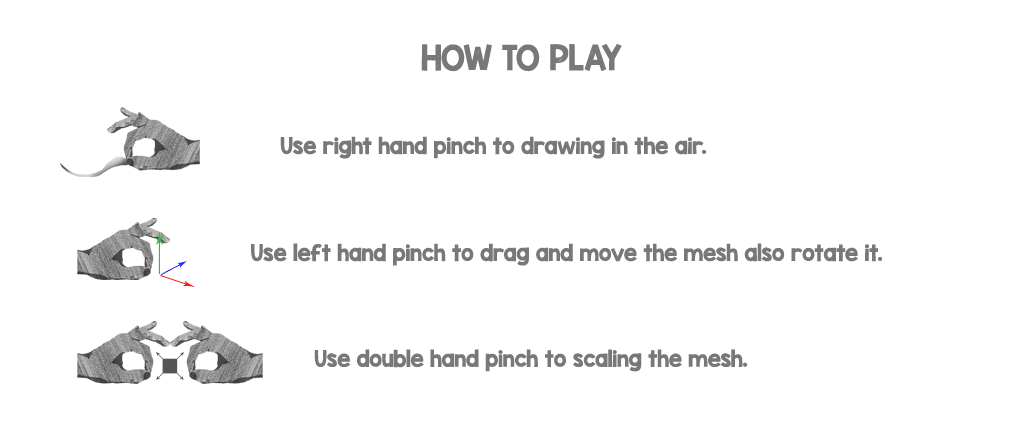 HOW TO PLAY
Use right hand pinch to drawing in the air.
Use left hand pinch to drag and move the mesh also rotate it.
Use double hand pinch to scaling the mesh.